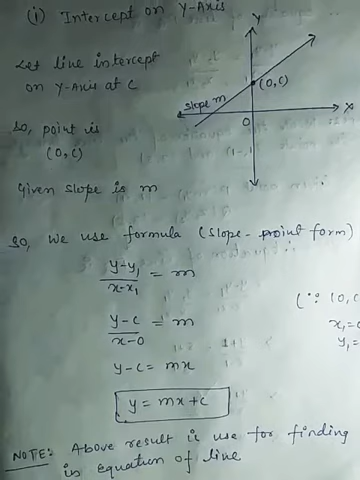 (i) Intercept on Y-Axis
Y
Let line intercept
on Y-Axis at C
(0,C)
slope m
X
O
So, point is
(0,C)
Given slope is m
So, We use formula (slope-point form)
y-y₁/x-x₁ = m
(∵ (0,C
y-c/x-0 = m
x₁=0
y₁=
y-c = mx
y = mx+c
NOTE: Above result is use for finding
in Equation of line